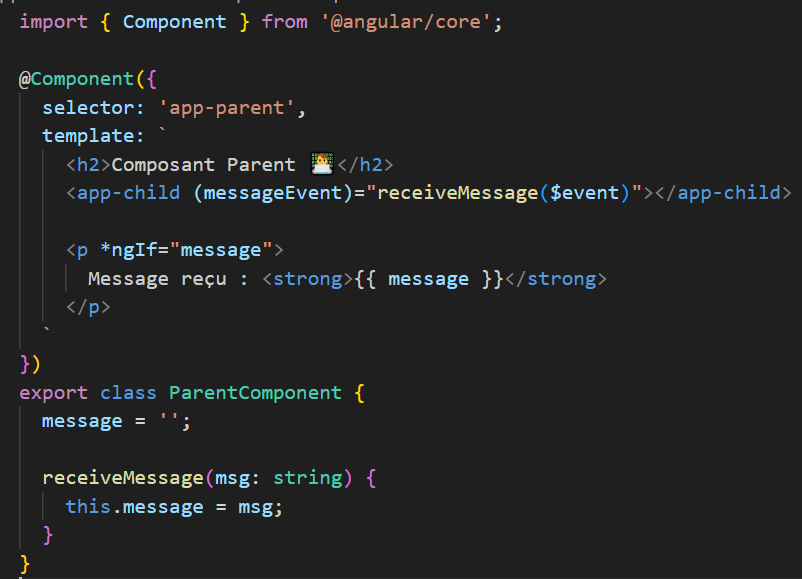 import { Component } from '@angular/core';
@Component({
selector: 'app-parent',
template: `
<h2>Composant Parent 👨‍💻</h2>
<app-child (messageEvent)="receiveMessage($event)"></app-child>
<p *ngIf="message">
Message reçu : <strong>{{ message }}</strong>
</p>
`
})
export class ParentComponent {
message = '';
receiveMessage(msg: string) {
this.message = msg;
}
}